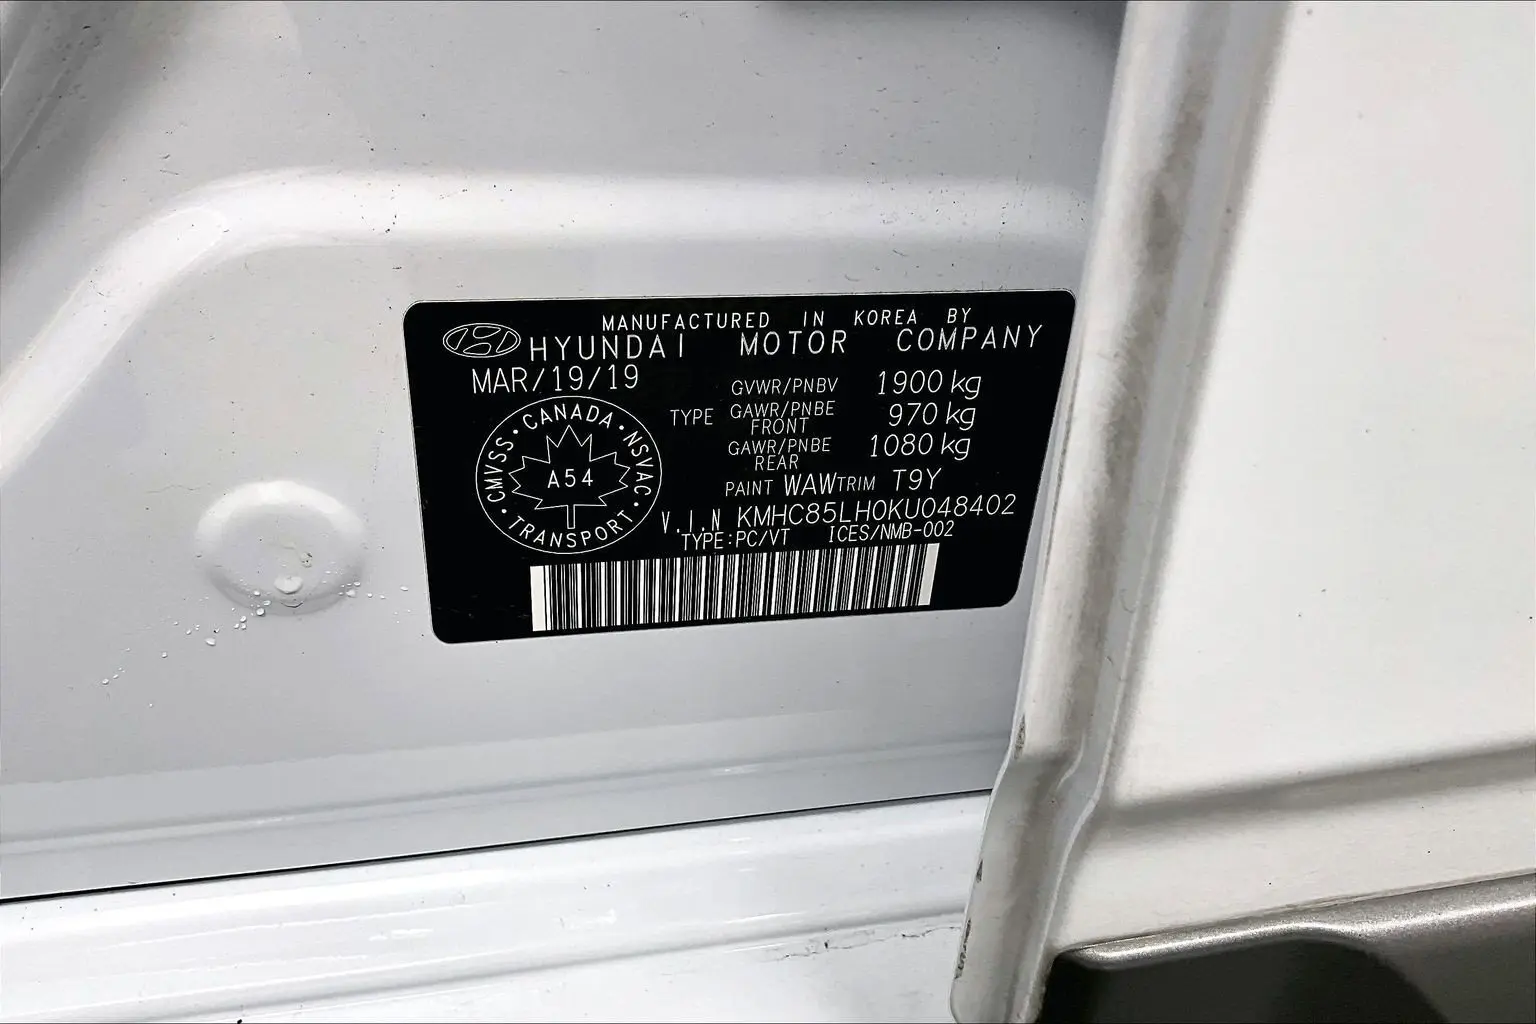 MANUFACTURED IN KOREA BY
HYUNDAI MOTOR COMPANY
MAR/19/19
GVWR/PNBV 1900 kg
TYPE GAWR/PNBE FRONT 970 kg
GAWR/PNBE REAR 1080 kg
PAINT WAW TRIM T9Y
V.I.N KMHC85LH0KU048402
TYPE:PC/VT ICES/NMB-002
CANADA · NSVAC · TRANSPORT · CMVSS ·
A54